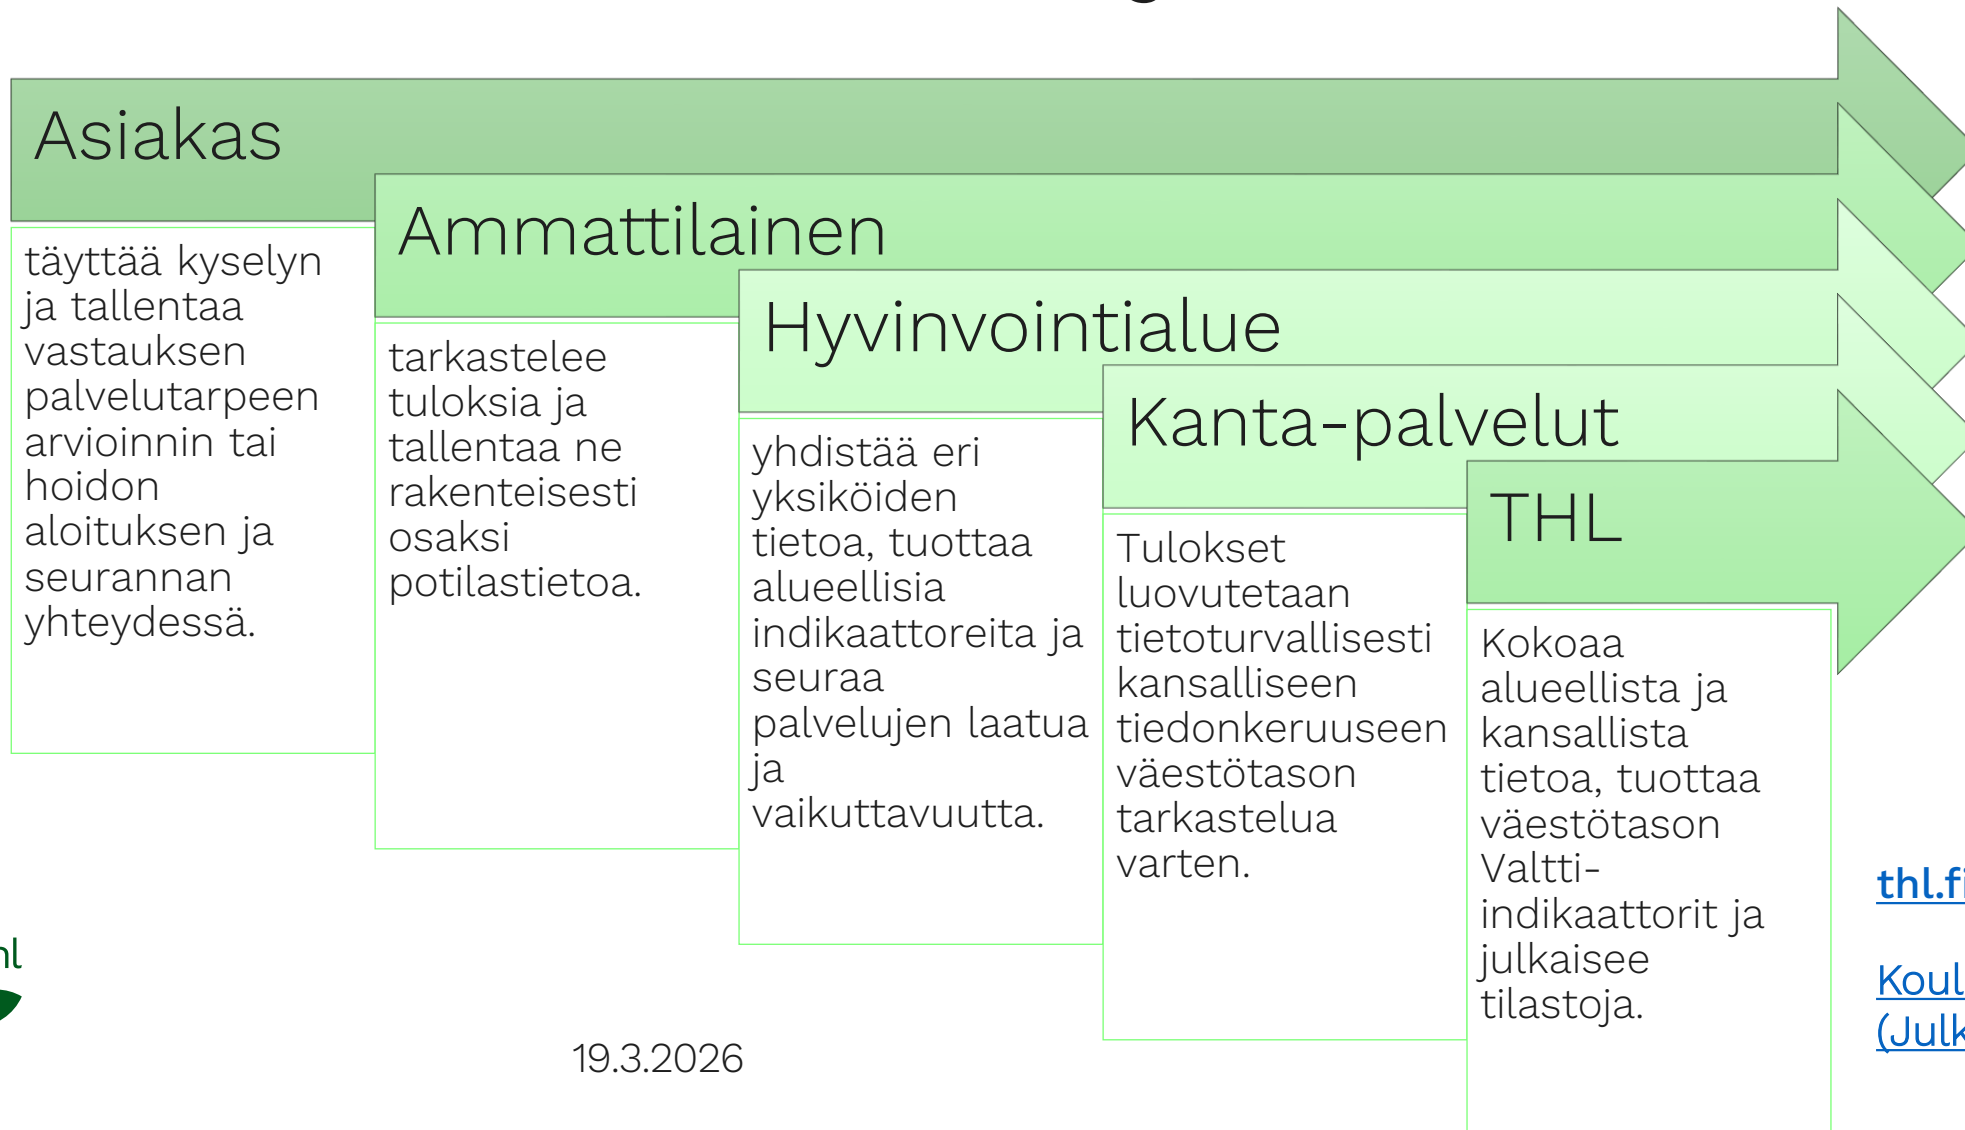 Asiakas
täyttää kyselyn
ja tallentaa
vastauksen
palvelutarpeen
arvioinnin tai
hoidon
aloituksen ja
seurannan
yhteydessä.
Ammattilainen
tarkastelee
tuloksia ja
tallentaa ne
rakenteisesti
osaksi
potilastietoa.
Hyvinvointialue
yhdistää eri
yksiköiden
tietoa, tuottaa
alueellisia
indikaattoreita ja
seuraa
palvelujen laatua
ja
vaikuttavuutta.
Kanta-palvelut
Tulokset
luovutetaan
tietoturvallisesti
kansalliseen
tiedonkeruuseen
väestötason
tarkastelua
varten.
THL
Kokoaa
alueellista ja
kansallista
tietoa, tuottaa
väestötason
Valtti-
indikaattorit ja
julkaisee
tilastoja.
19.3.2026